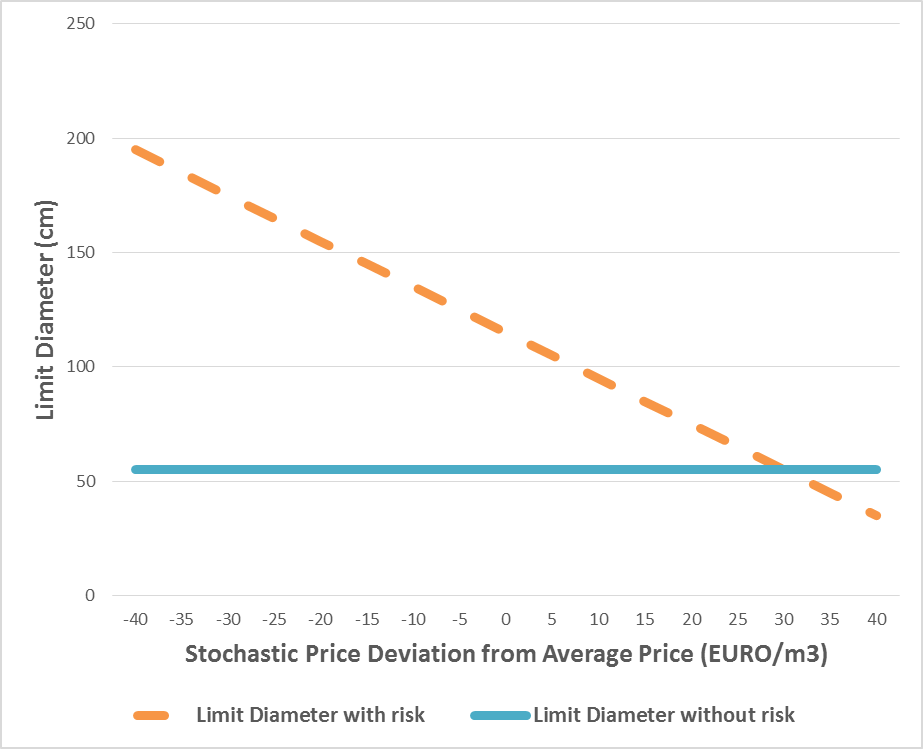 250
200
150
100
50
0
Limit Diameter (cm)
-40 -35 -30 -25 -20 -15 -10 -5 0 5 10 15 20 25 30 35 40
Stochastic Price Deviation from Average Price (EURO/m3)
Limit Diameter with risk Limit Diameter without risk